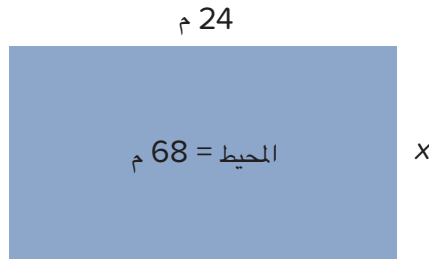 24 م
المحيط = 68 م
x